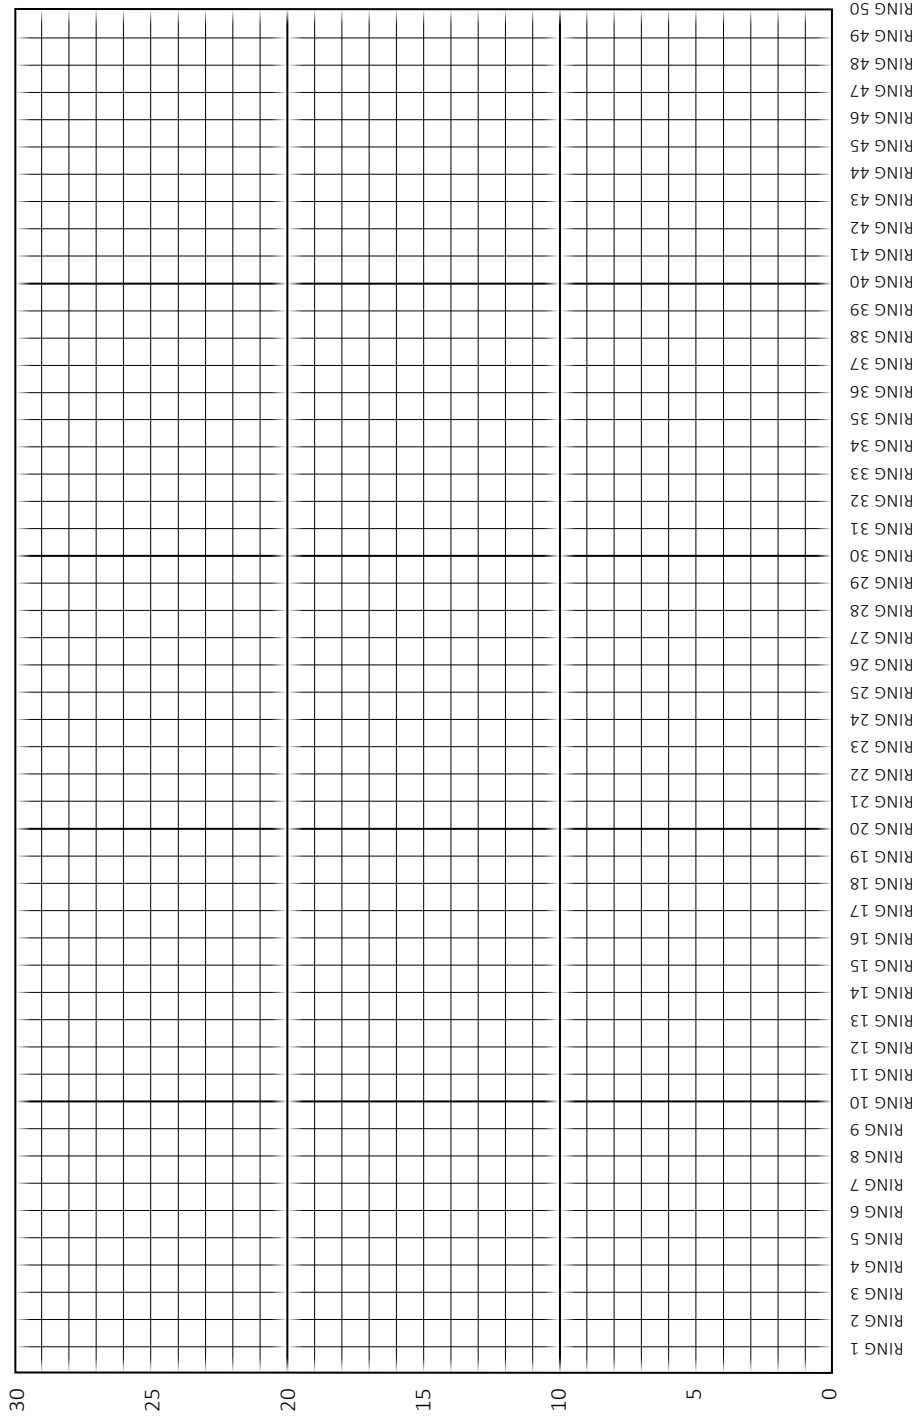 RING 50
RING 49
RING 48
RING 47
RING 46
RING 45
RING 44
RING 43
RING 42
RING 41
RING 40
RING 39
RING 38
RING 37
RING 36
RING 35
RING 34
RING 33
RING 32
RING 31
RING 30
RING 29
RING 28
RING 27
RING 26
RING 25
RING 24
RING 23
RING 22
RING 21
RING 20
RING 19
RING 18
RING 17
RING 16
RING 15
RING 14
RING 13
RING 12
RING 11
RING 10
RING 9
RING 8
RING 7
RING 6
RING 5
RING 4
RING 3
RING 2
RING 1
30
25
20
15
10
5
0